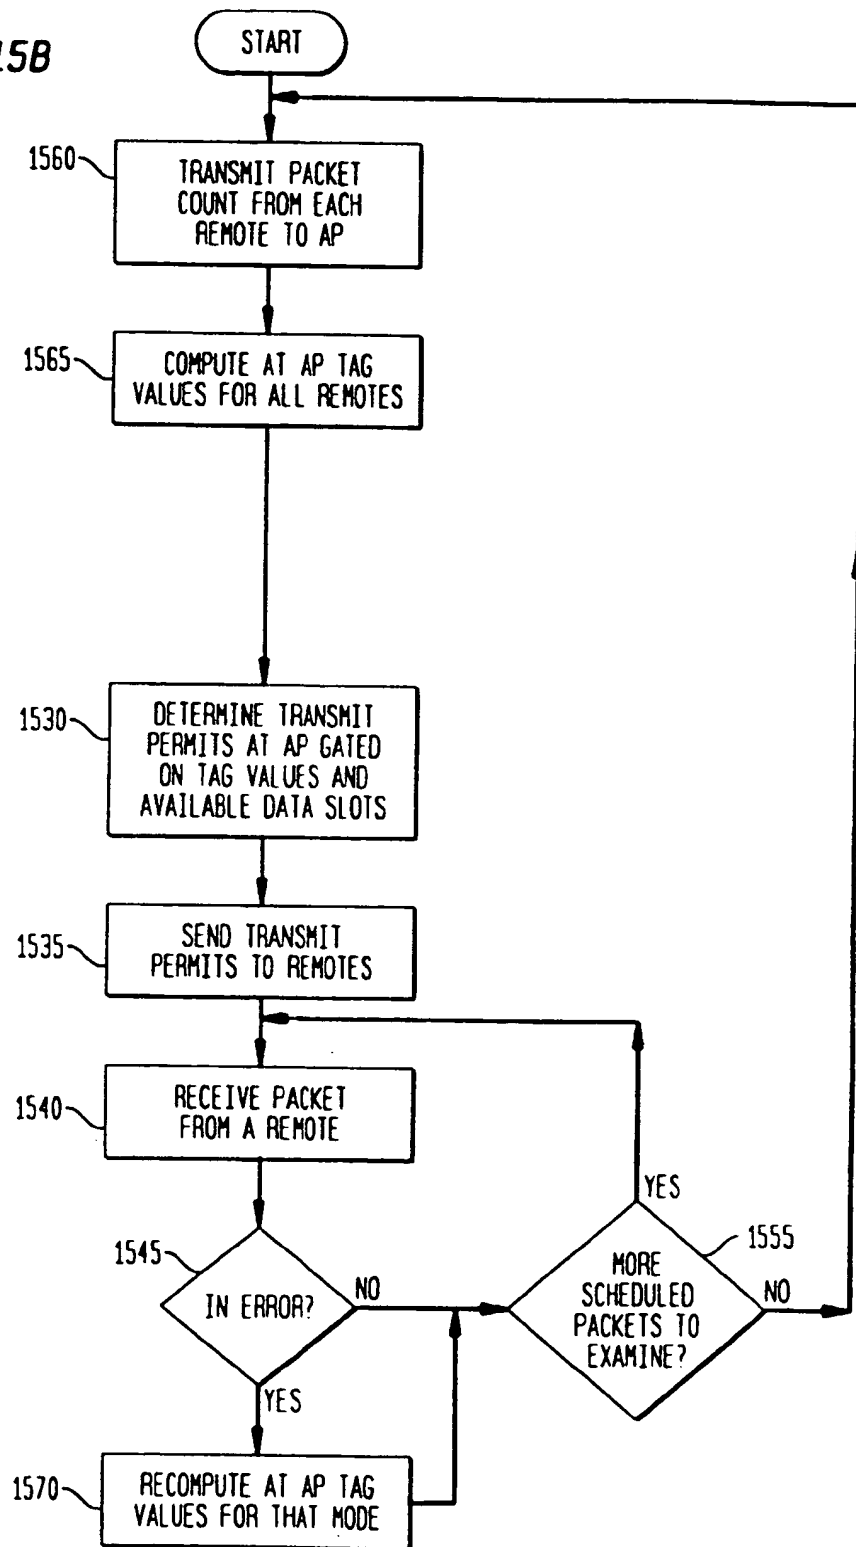 15B
START
1560
TRANSMIT PACKET
COUNT FROM EACH
REMOTE TO AP
1565
COMPUTE AT AP TAG
VALUES FOR ALL REMOTES
1530
DETERMINE TRANSMIT
PERMITS AT AP GATED
ON TAG VALUES AND
AVAILABLE DATA SLOTS
1535
SEND TRANSMIT
PERMITS TO REMOTES
1540
RECEIVE PACKET
FROM A REMOTE
YES
1545
1555
IN ERROR?
NO
MORE
SCHEDULED
PACKETS TO
EXAMINE?
NO
YES
1570
RECOMPUTE AT AP TAG
VALUES FOR THAT MODE